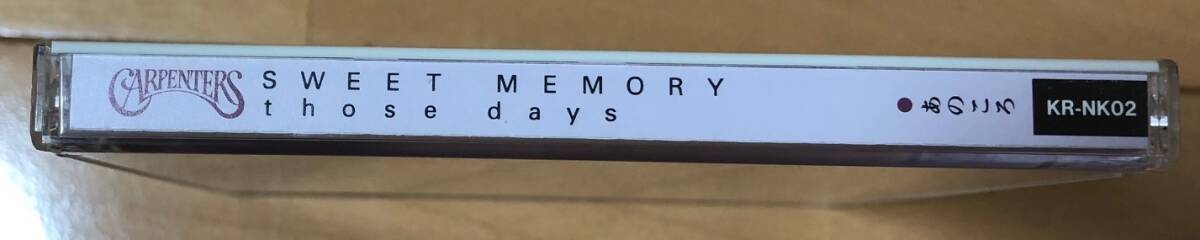 CARPENTERS
SWEET MEMORY
those days
●あのころ
KR-NK02